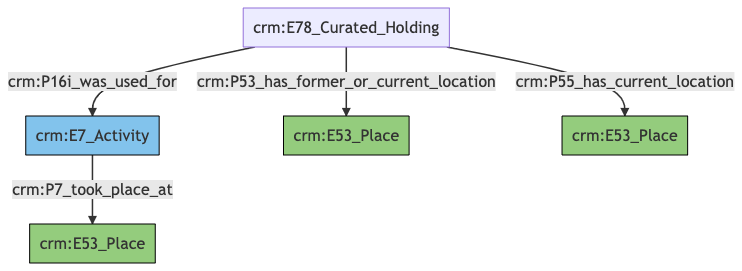 crm:E78_Curated_Holding
crm:P16i_was_used_for
crm:P53_has_former_or_current_location
crm:P55_has_current_location
crm:E7_Activity
crm:E53_Place
crm:E53_Place
crm:P7_took_place_at
crm:E53_Place